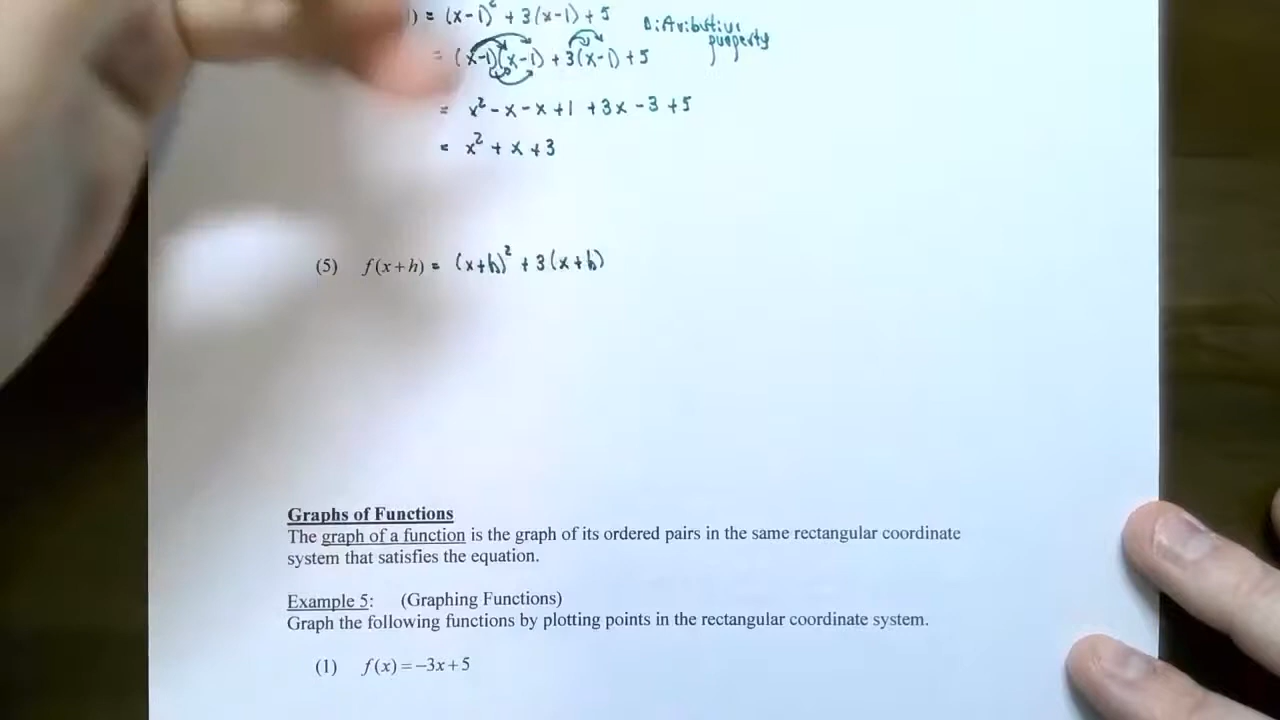 ) = (x-1)² + 3(x-1) + 5 Distributive
property
= (x-1)(x-1) + 3(x-1) + 5
= x² - x - x + 1 + 3x - 3 + 5
= x² + x + 3
(5) f(x+h) = (x+h)² + 3(x+h)
Graphs of Functions
The graph of a function is the graph of its ordered pairs in the same rectangular coordinate
system that satisfies the equation.
Example 5: (Graphing Functions)
Graph the following functions by plotting points in the rectangular coordinate system.
(1) f(x)=−3x+5